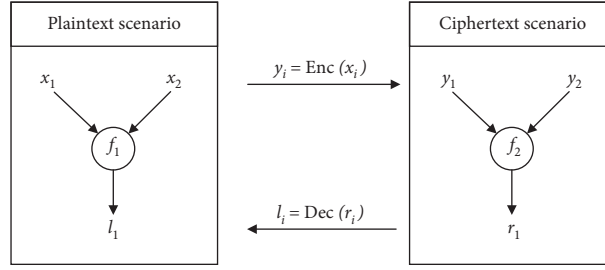 Plaintext scenario
x₁ x₂
f₁
l₁
yᵢ = Enc (xᵢ)
lᵢ = Dec (rᵢ)
Ciphertext scenario
y₁ y₂
f₂
r₁